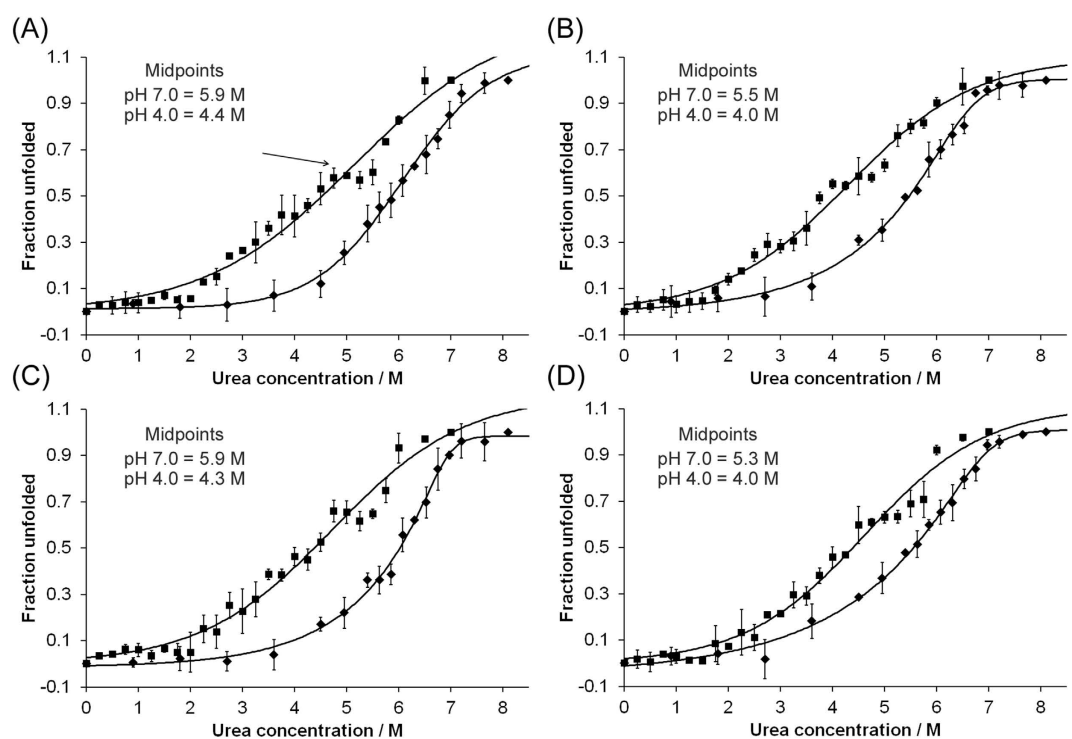 (A)
1.1
0.9
0.7
0.5
0.3
0.1
-0.1
Fraction unfolded
Midpoints
pH 7.0 = 5.9 M
pH 4.0 = 4.4 M
0 1 2 3 4 5 6 7 8
Urea concentration / M
(B)
1.1
0.9
0.7
0.5
0.3
0.1
-0.1
Fraction unfolded
Midpoints
pH 7.0 = 5.5 M
pH 4.0 = 4.0 M
0 1 2 3 4 5 6 7 8
Urea concentration / M
(C)
1.1
0.9
0.7
0.5
0.3
0.1
-0.1
Fraction unfolded
Midpoints
pH 7.0 = 5.9 M
pH 4.0 = 4.3 M
0 1 2 3 4 5 6 7 8
Urea concentration / M
(D)
1.1
0.9
0.7
0.5
0.3
0.1
-0.1
Fraction unfolded
Midpoints
pH 7.0 = 5.3 M
pH 4.0 = 4.0 M
0 1 2 3 4 5 6 7 8
Urea concentration / M